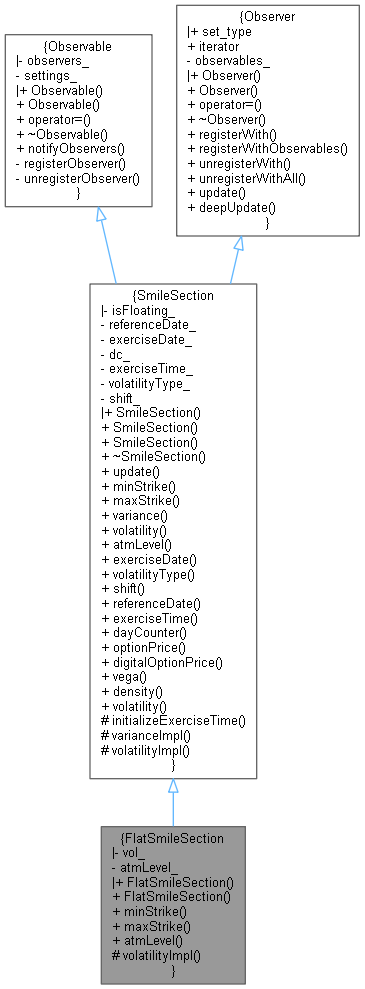 {Observable
|- observers_
- settings_
|+ Observable()
+ Observable()
+ operator=()
+ ~Observable()
+ notifyObservers()
- registerObserver()
- unregisterObserver()
}
{Observer
|+ set_type
+ iterator
- observables_
|+ Observer()
+ Observer()
+ operator=()
+ ~Observer()
+ registerWith()
+ registerWithObservables()
+ unregisterWith()
+ unregisterWithAll()
+ update()
+ deepUpdate()
}
{SmileSection
|- isFloating_
- referenceDate_
- exerciseDate_
- dc_
- exerciseTime_
- volatilityType_
- shift_
|+ SmileSection()
+ SmileSection()
+ SmileSection()
+ ~SmileSection()
+ update()
+ minStrike()
+ maxStrike()
+ variance()
+ volatility()
+ atmLevel()
+ exerciseDate()
+ volatilityType()
+ shift()
+ referenceDate()
+ exerciseTime()
+ dayCounter()
+ optionPrice()
+ digitalOptionPrice()
+ vega()
+ density()
+ volatility()
# initializeExerciseTime()
# varianceImpl()
# volatilityImpl()
}
{FlatSmileSection
|- vol_
- atmLevel_
|+ FlatSmileSection()
+ FlatSmileSection()
+ minStrike()
+ maxStrike()
+ atmLevel()
# volatilityImpl()
}